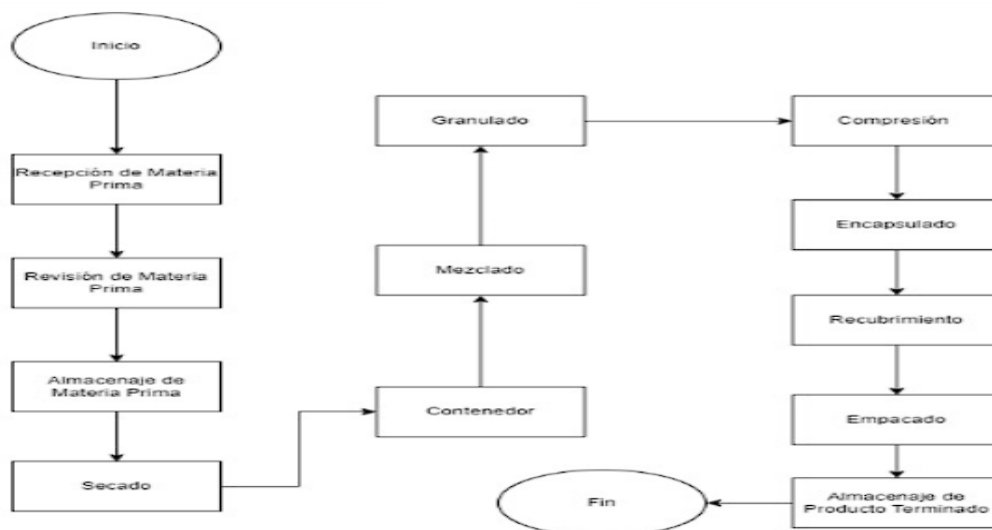 Inicio
Recepción de Materia
Prima
Revisión de Materia
Prima
Almacenaje de
Materia Prima
Secado
Contenedor
Mezclado
Granulado
Compresión
Encapsulado
Recubrimiento
Empacado
Almacenaje de
Producto Terminado
Fin